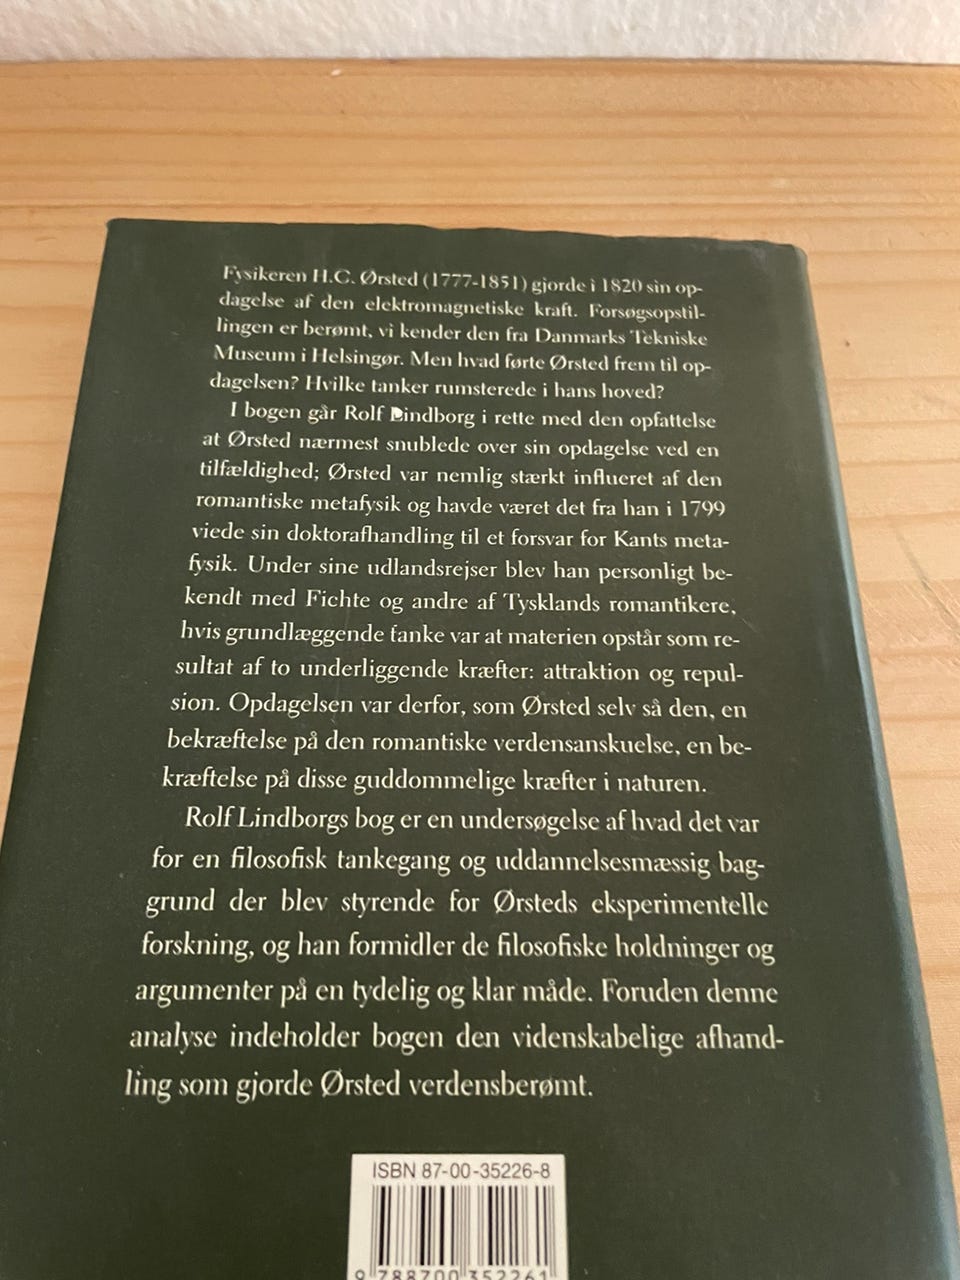 Fysikeren H.C. Ørsted (1777-1851) gjorde i 1820 sin op-
dagelse af den elektromagnetiske kraft. Forsøgsopstil-
lingen er berømt, vi kender den fra Danmarks Tekniske
Museum i Helsingør. Men hvad førte Ørsted frem til op-
dagelsen? Hvilke tanker rumsterede i hans hoved?
I bogen går Rolf Lindborg i rette med den opfattelse
at Ørsted nærmest snublede over sin opdagelse ved en
tilfældighed; Ørsted var nemlig stærkt influeret af den
romantiske metafysik og havde været det fra han i 1799
viede sin doktorafhandling til et forsvar for Kants meta-
fysik. Under sine udlandsrejser blev han personligt be-
kendt med Fichte og andre af Tysklands romantikere,
hvis grundlæggende tanke var at materien opstår som re-
sultat af to underliggende kræfter: attraktion og repul-
sion. Opdagelsen var derfor, som Ørsted selv så den, en
bekræftelse på den romantiske verdensanskuelse, en be-
kræftelse på disse guddommelige kræfter i naturen.
Rolf Lindborgs bog er en undersøgelse af hvad det var
for en filosofisk tankegang og uddannelsesmæssig bag-
grund der blev styrende for Ørsteds eksperimentelle
forskning, og han formidler de filosofiske holdninger og
argumenter på en tydelig og klar måde. Foruden denne
analyse indeholder bogen den videnskabelige afhand-
ling som gjorde Ørsted verdensberømt.
ISBN 87-00-35226-8
9 788700 352261